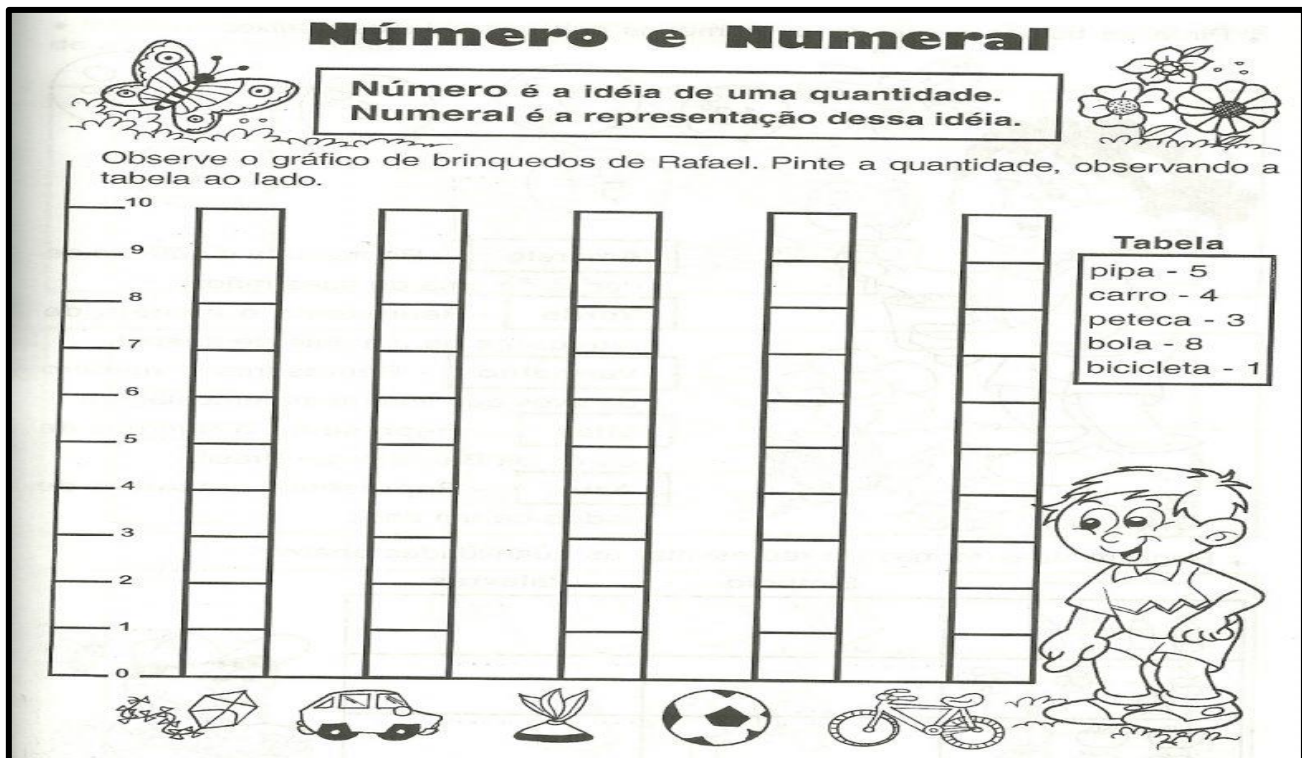 Número e Numeral
Número é a idéia de uma quantidade.
Numeral é a representação dessa idéia.
Observe o gráfico de brinquedos de Rafael. Pinte a quantidade, observando a
tabela ao lado.
10
9
8
7
6
5
4
3
2
1
0
Tabela
pipa - 5
carro - 4
peteca - 3
bola - 8
bicicleta - 1